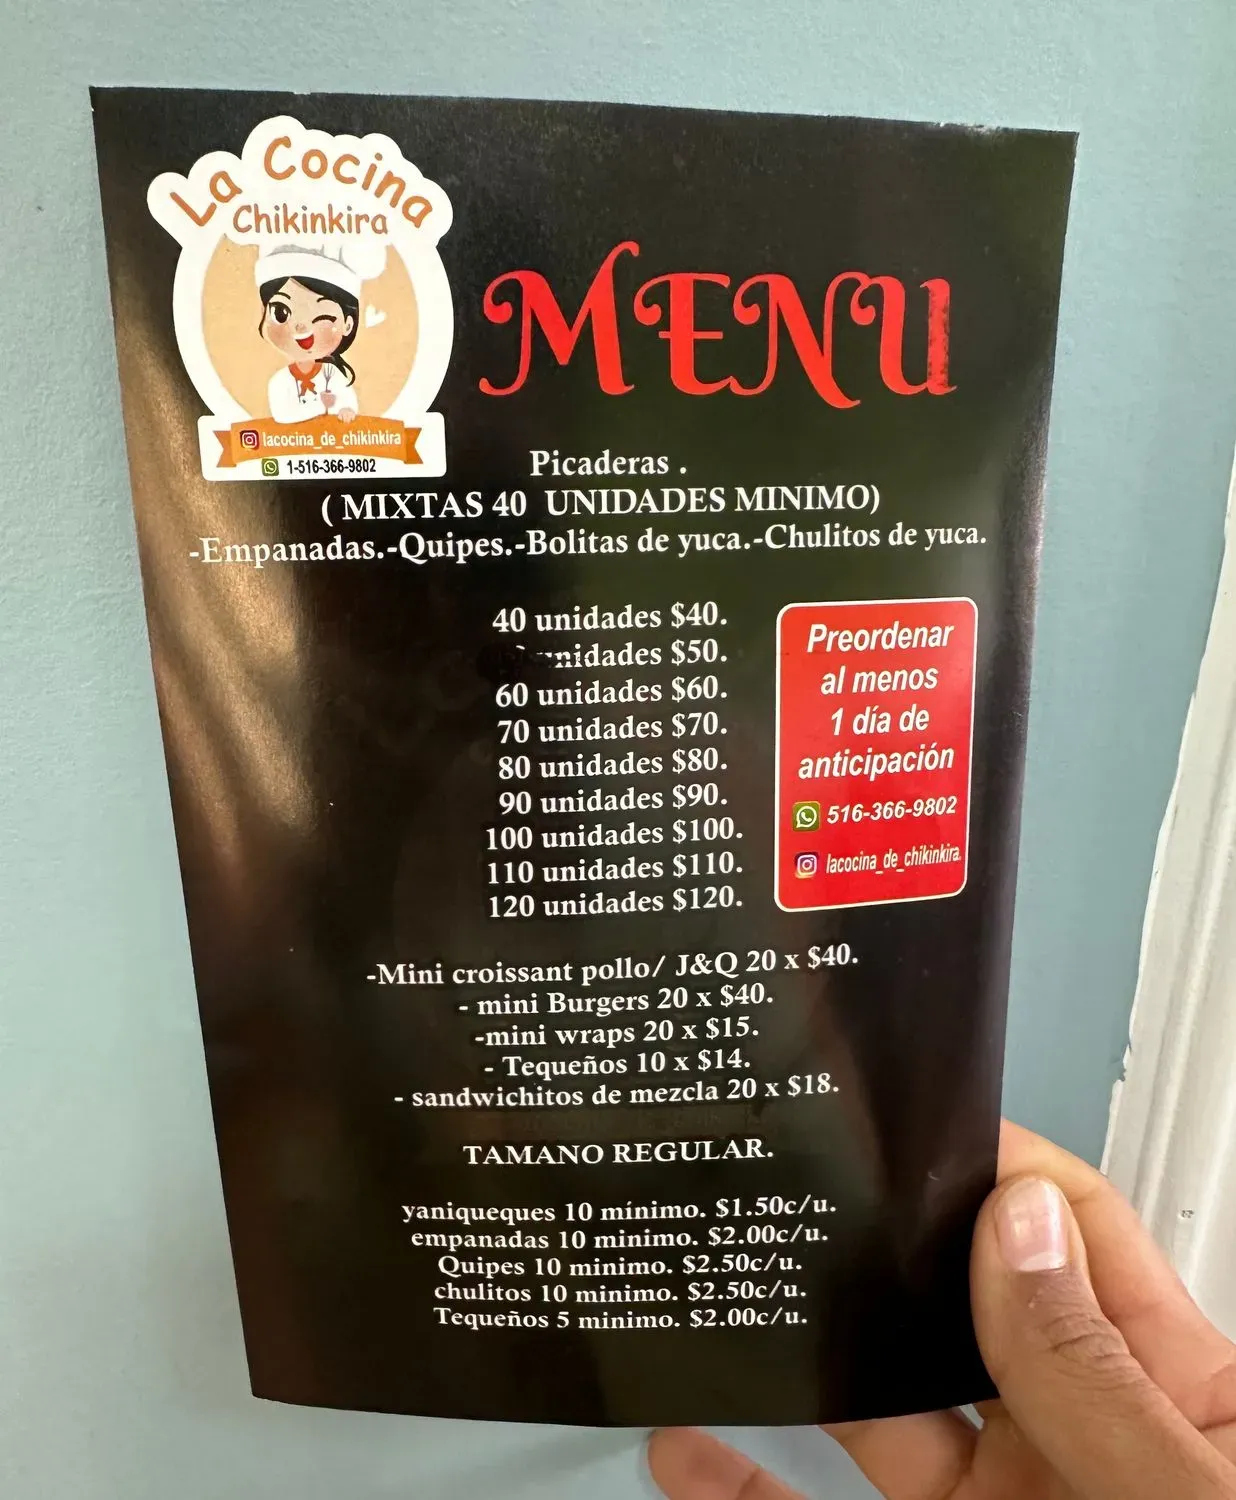 La Cocina
Chikinkira
lacocina_de_chikinkira
1-516-366-9802
MENU
Picaderas .
( MIXTAS 40 UNIDADES MINIMO)
-Empanadas.-Quipes.-Bolitas de yuca.-Chulitos de yuca.
40 unidades $40.
unidades $50.
60 unidades $60.
70 unidades $70.
80 unidades $80.
90 unidades $90.
100 unidades $100.
110 unidades $110.
120 unidades $120.
Preordenar
al menos
1 día de
anticipación
516-366-9802
lacocina_de_chikinkira.
-Mini croissant pollo/ J&Q 20 x $40.
- mini Burgers 20 x $40.
-mini wraps 20 x $15.
- Tequeños 10 x $14.
- sandwichitos de mezcla 20 x $18.
TAMANO REGULAR.
yaniqueques 10 mínimo. $1.50c/u.
empanadas 10 minimo. $2.00c/u.
Quipes 10 minimo. $2.50c/u.
chulitos 10 minimo. $2.50c/u.
Tequeños 5 minimo. $2.00c/u.